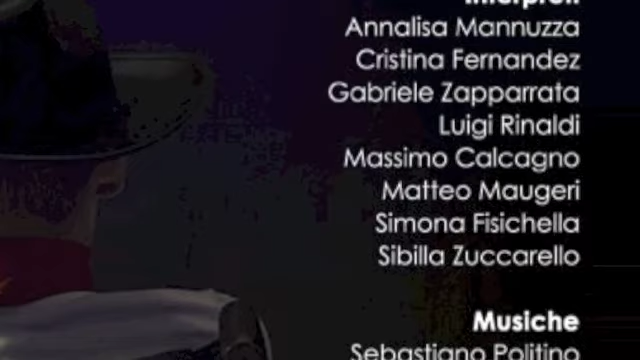 Interpreti
Annalisa Mannuzza
Cristina Fernandez
Gabriele Zapparrata
Luigi Rinaldi
Massimo Calcagno
Matteo Maugeri
Simona Fisichella
Sibilla Zuccarello
Musiche
Sebastiano Politino